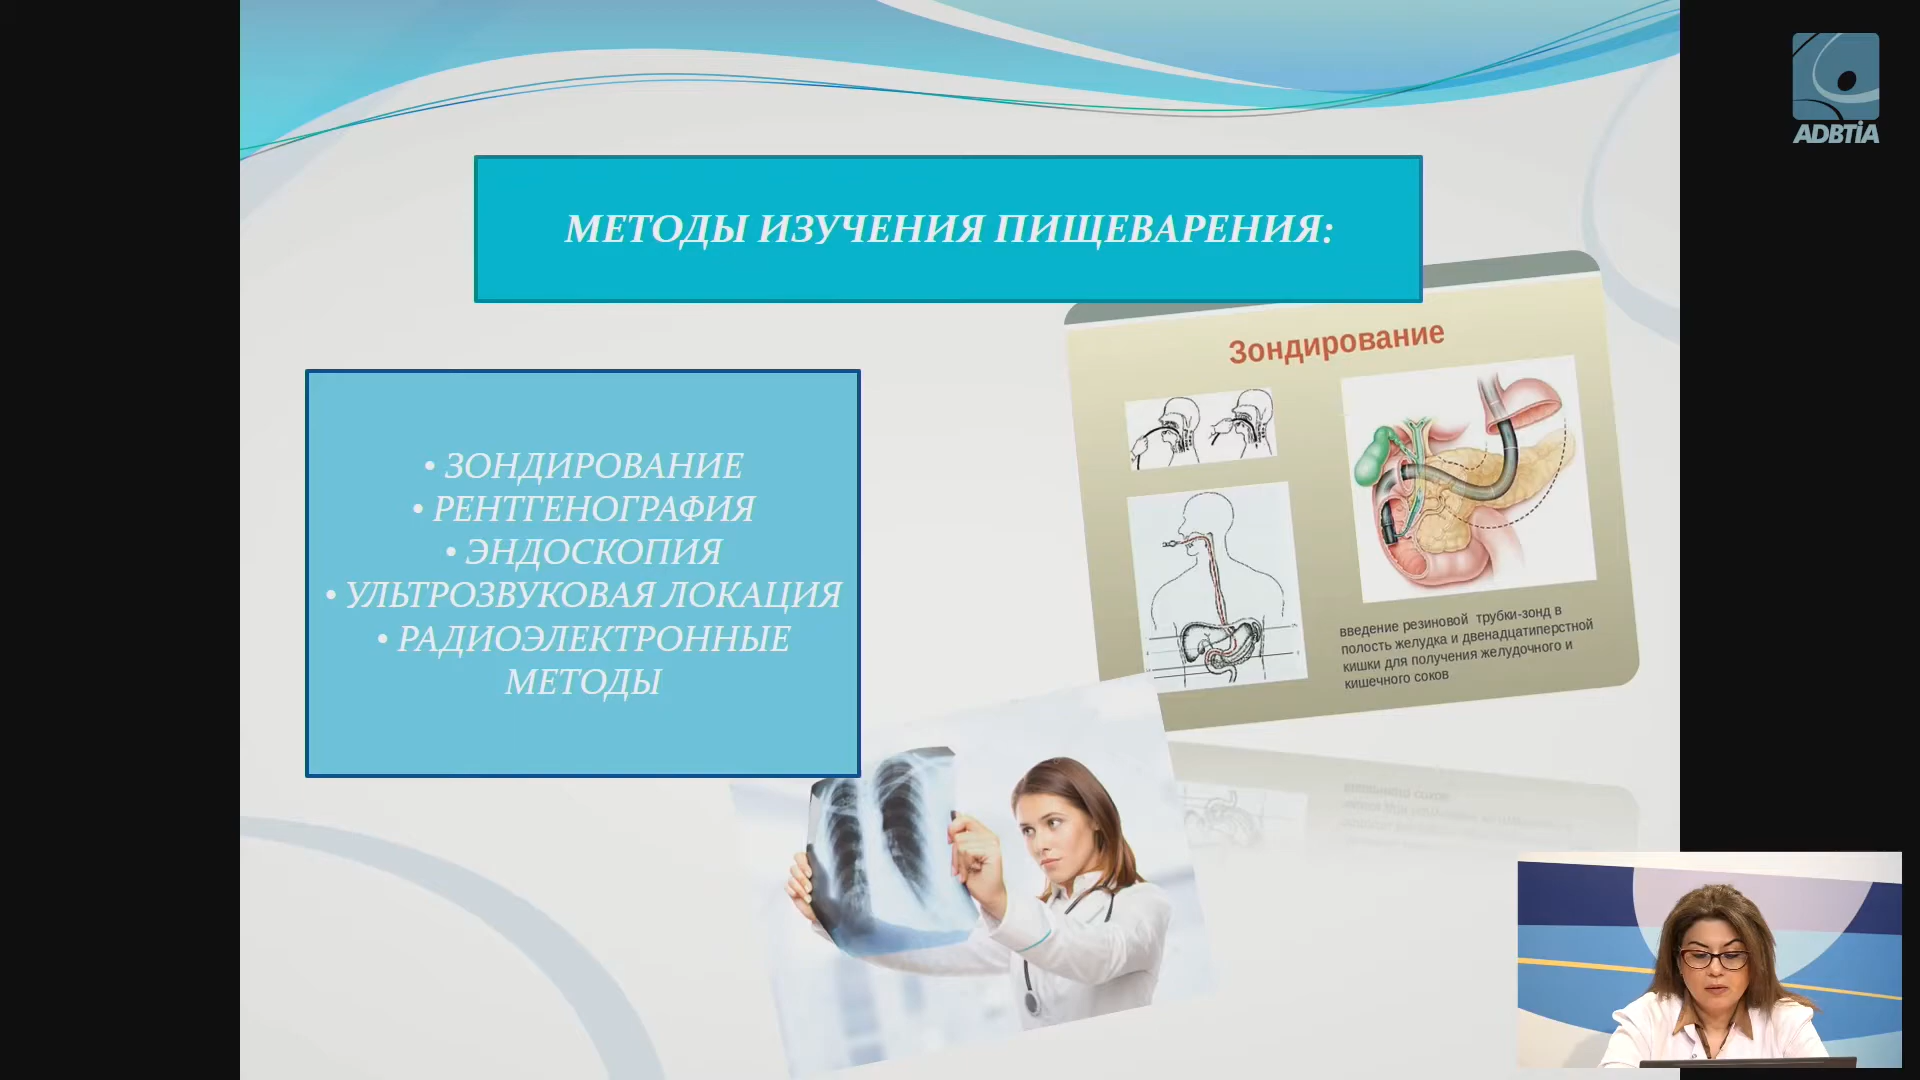 ADBTİA
МЕТОДЫ ИЗУЧЕНИЯ ПИЩЕВАРЕНИЯ:
• ЗОНДИРОВАНИЕ
• РЕНТГЕНОГРАФИЯ
• ЭНДОСКОПИЯ
• УЛЬТРОЗВУКОВАЯ ЛОКАЦИЯ
• РАДИОЭЛЕКТРОННЫЕ
МЕТОДЫ
Зондирование
введение резиновой трубки-зонд в
полость желудка и двенадцатиперстной
кишки для получения желудочного и
кишечного соков